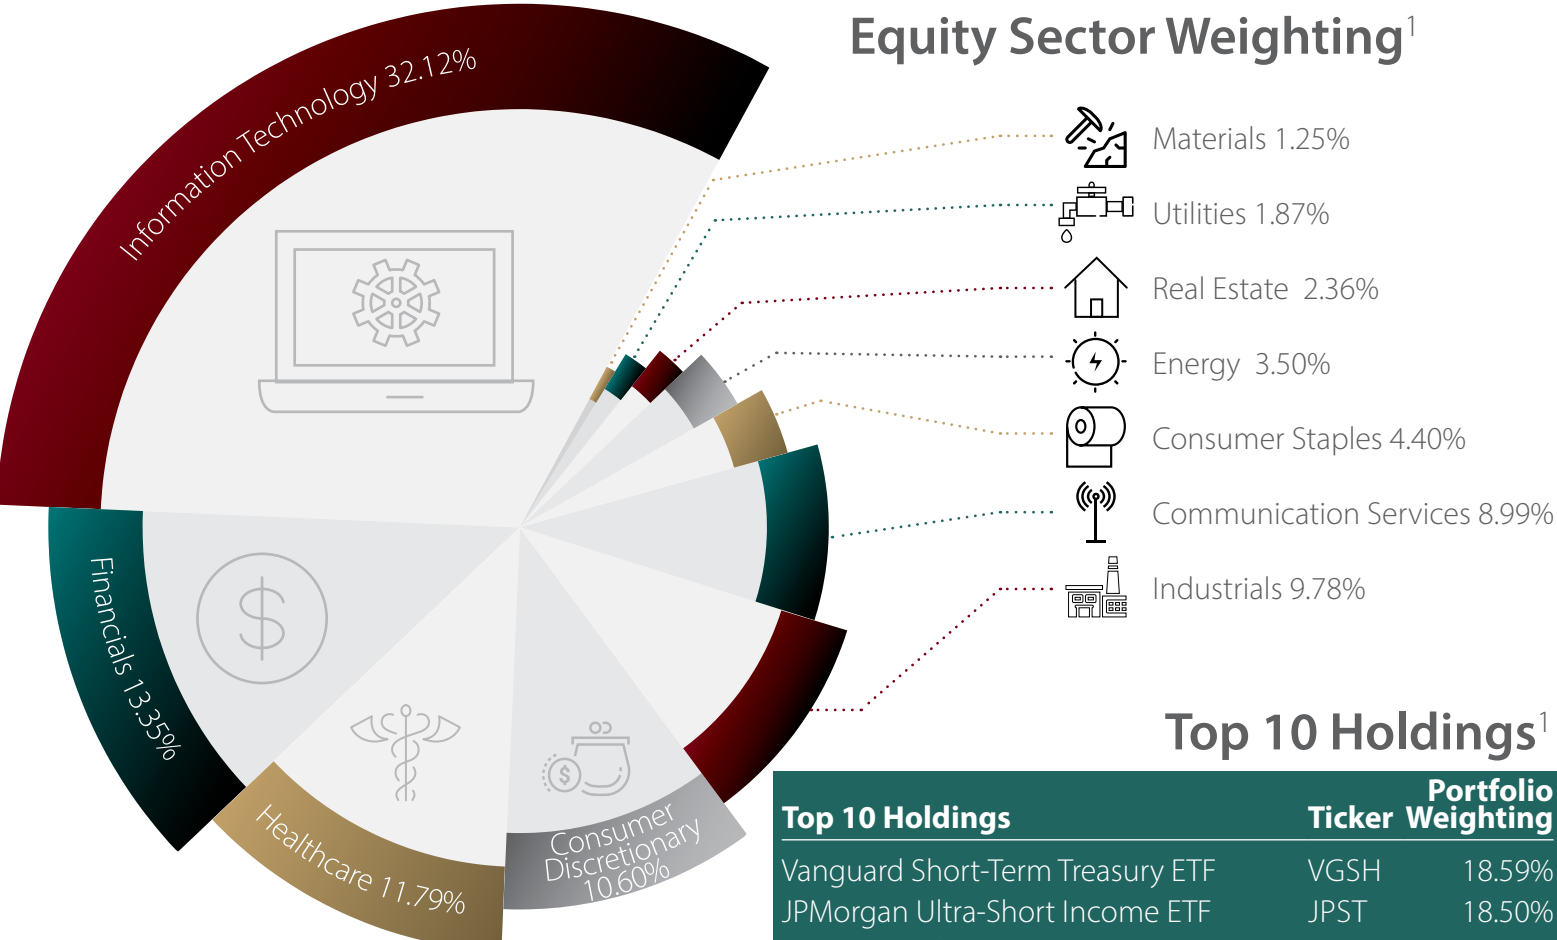 Equity Sector Weighting1
Information Technology 32.12%
Materials 1.25%
Utilities 1.87%
Real Estate 2.36%
Energy 3.50%
Consumer Staples 4.40%
Communication Services 8.99%
Industrials 9.78%
Financials 13.35%
Healthcare 11.79%
Consumer
Discretionary
10.60%
$
$
Top 10 Holdings1
Top 10 Holdings Ticker Portfolio
Weighting
Vanguard Short-Term Treasury ETF VGSH 18.59%
JPMorgan Ultra-Short Income ETF JPST 18.50%